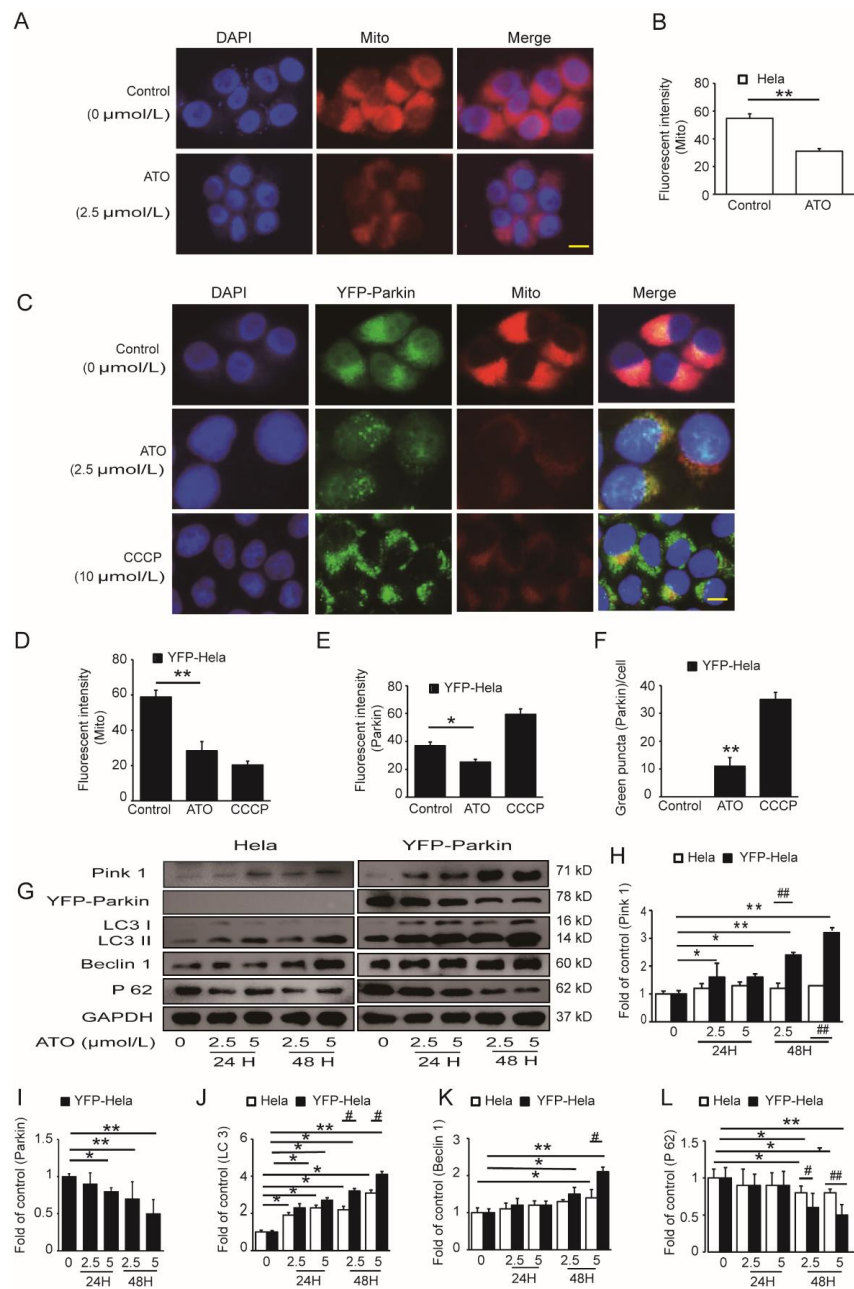 A
DAPI Mito Merge
Control
(0 μmol/L)
ATO
(2.5 μmol/L)
B
Hela
**
Fluorescent intensity
(Mito)
80
60
40
20
0
Control ATO
C
DAPI YFP-Parkin Mito Merge
Control
(0 μmol/L)
ATO
(2.5 μmol/L)
CCCP
(10 μmol/L)
D
YFP-Hela
**
Fluorescent intensity
(Mito)
80
60
40
20
0
Control ATO CCCP
E
YFP-Hela
*
Fluorescent intensity
(Parkin)
80
60
40
20
0
Control ATO CCCP
F
YFP-Hela
**
Green puncta (Parkin)/cell
40
30
20
10
0
Control ATO CCCP
G
Hela YFP-Parkin
Pink 1 71 kD
YFP-Parkin 78 kD
LC3 I 16 kD
LC3 II 14 kD
Beclin 1 60 kD
P 62 62 kD
GAPDH 37 kD
ATO (μmol/L) 0 2.5 5 2.5 5 0 2.5 5 2.5 5
24 H 48 H 24 H 48 H
H
Hela YFP-Hela
##
**
**
*
*
Fold of control (Pink 1)
4
3
2
1
0
0 2.5 5 2.5 ##
24H 48H
I
YFP-Hela
**
**
*
Fold of control (Parkin)
1.5
1
0.5
0
0 2.5 5 2.5 5
24H 48H
J
Hela YFP-Hela
# #
**
*
*
*
*
*
*
*
Fold of control (LC 3)
6
4
2
0
0 2.5 5 2.5 5
24H 48H
K
Hela YFP-Hela
#
**
*
*
Fold of control (Beclin 1)
3
2
1
0
0 2.5 5 2.5 5
24H 48H
L
Hela YFP-Hela
**
*
*
*
# ##
Fold of control (P 62)
1.5
1
0.5
0
0 2.5 5 2.5 5
24H 48H